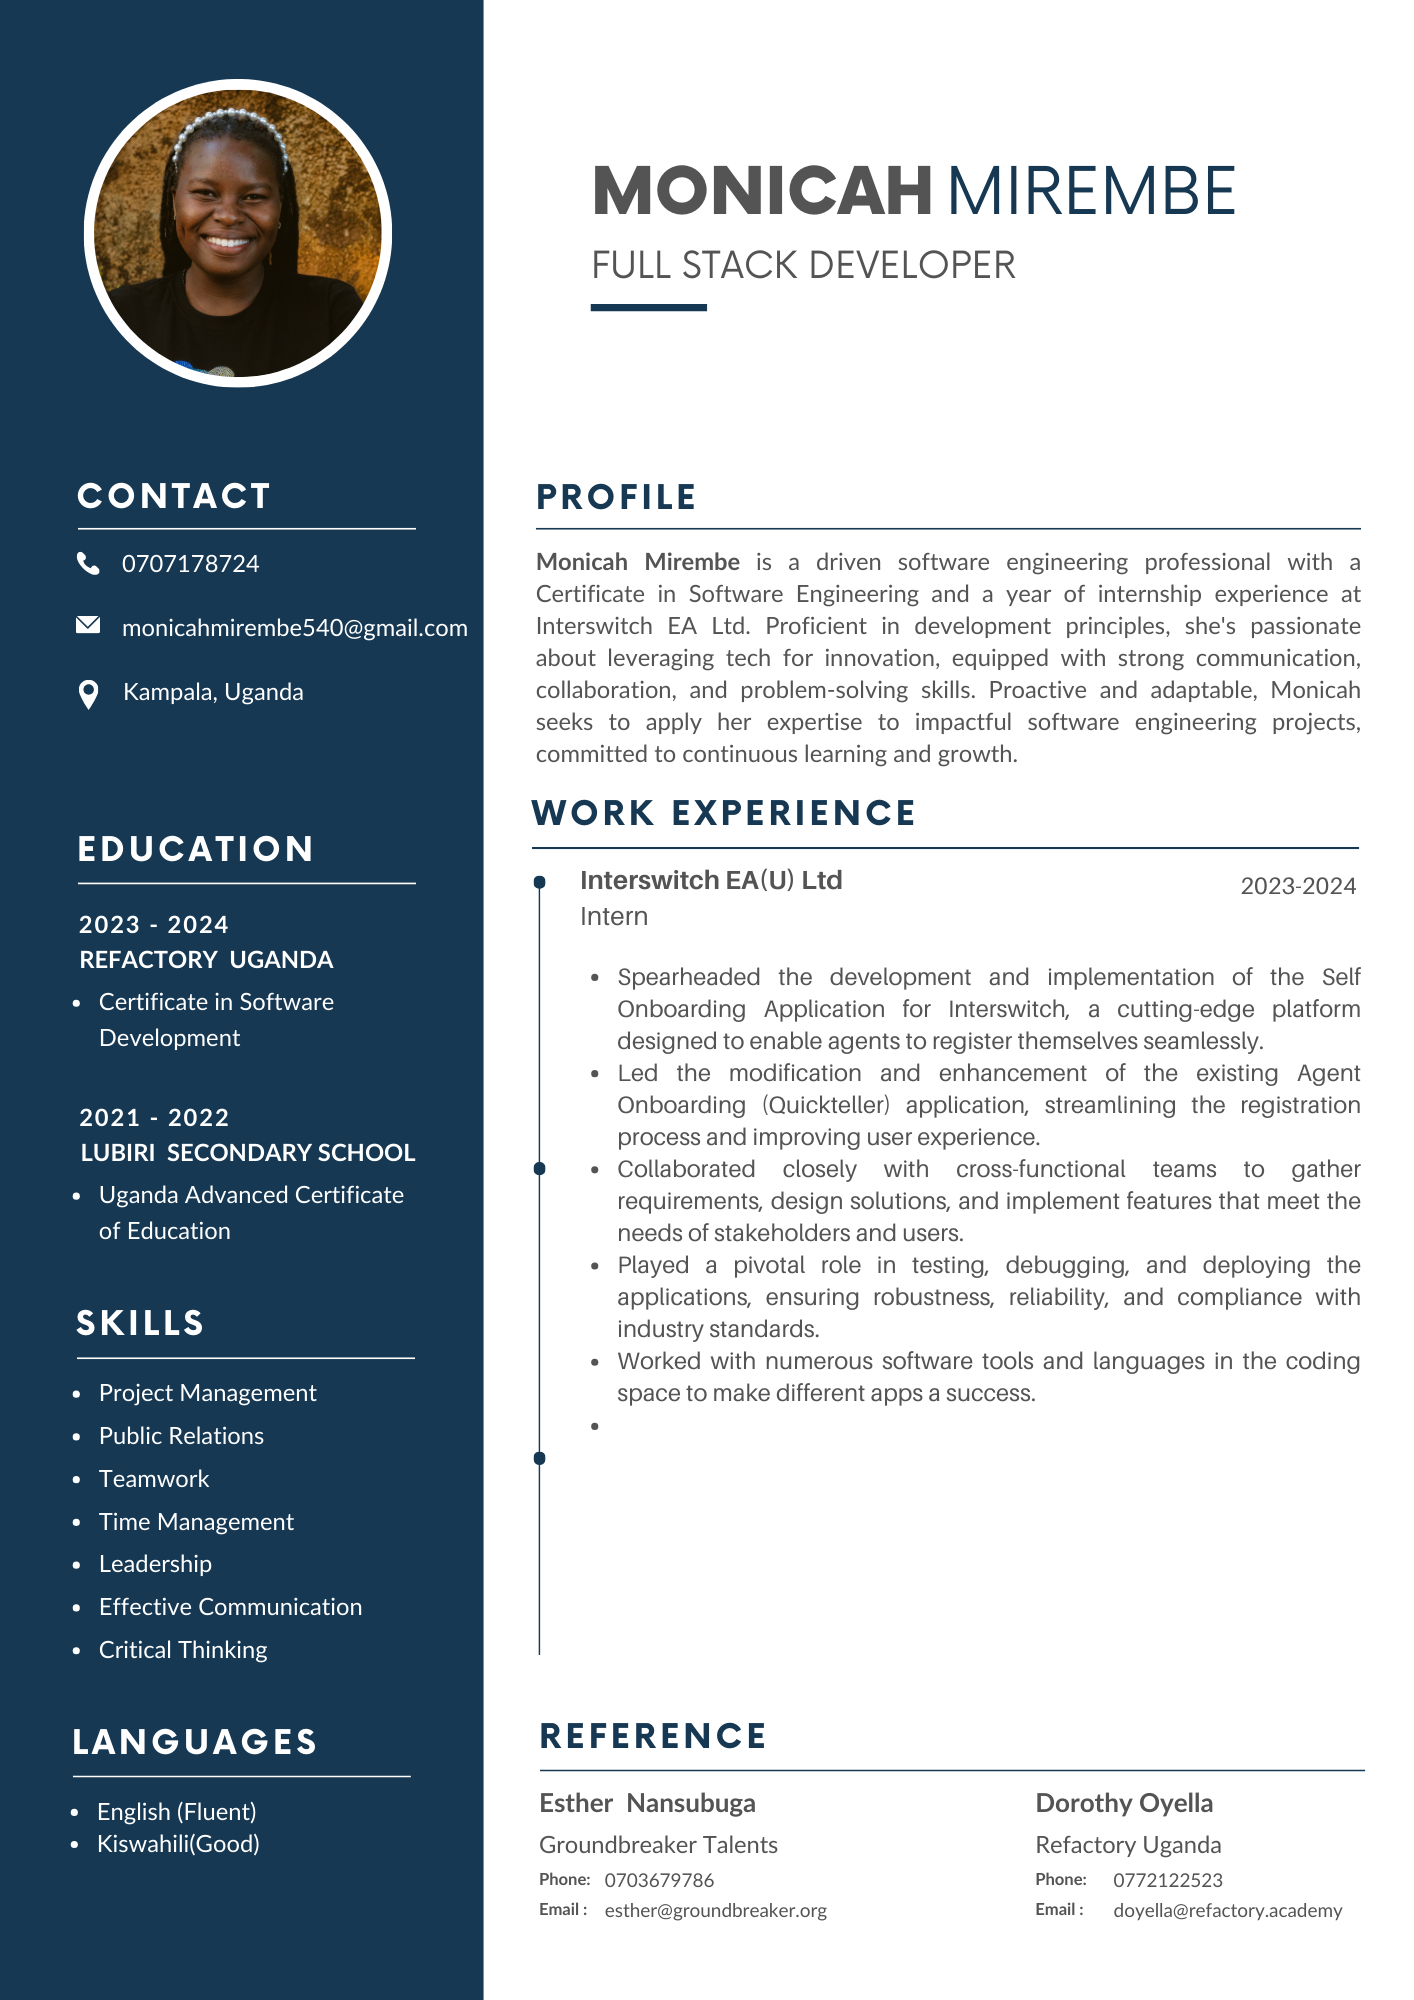 MONICAH MIREMBE
FULL STACK DEVELOPER
CONTACT
0707178724
monicahmirembe540@gmail.com
Kampala, Uganda
EDUCATION
2023 - 2024
REFACTORY UGANDA
• Certificate in Software
Development
2021 - 2022
LUBIRI SECONDARY SCHOOL
• Uganda Advanced Certificate
of Education
SKILLS
• Project Management
• Public Relations
• Teamwork
• Time Management
• Leadership
• Effective Communication
• Critical Thinking
LANGUAGES
• English (Fluent)
• Kiswahili(Good)
PROFILE
Monicah Mirembe is a driven software engineering professional with a
Certificate in Software Engineering and a year of internship experience at
Interswitch EA Ltd. Proficient in development principles, she's passionate
about leveraging tech for innovation, equipped with strong communication,
collaboration, and problem-solving skills. Proactive and adaptable, Monicah
seeks to apply her expertise to impactful software engineering projects,
committed to continuous learning and growth.
WORK EXPERIENCE
Interswitch EA(U) Ltd 2023-2024
Intern
• Spearheaded the development and implementation of the Self
Onboarding Application for Interswitch, a cutting-edge platform
designed to enable agents to register themselves seamlessly.
• Led the modification and enhancement of the existing Agent
Onboarding (Quickteller) application, streamlining the registration
process and improving user experience.
• Collaborated closely with cross-functional teams to gather
requirements, design solutions, and implement features that meet the
needs of stakeholders and users.
• Played a pivotal role in testing, debugging, and deploying the
applications, ensuring robustness, reliability, and compliance with
industry standards.
• Worked with numerous software tools and languages in the coding
space to make different apps a success.
•
REFERENCE
Esther Nansubuga
Groundbreaker Talents
Phone: 0703679786
Email : esther@groundbreaker.org
Dorothy Oyella
Refactory Uganda
Phone: 0772122523
Email : doyella@refactory.academy